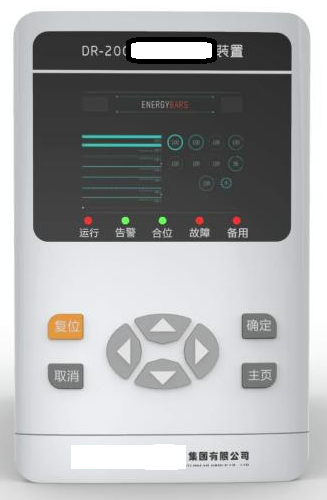 DR-200 装置
ENERGYBARS
运行 告警 合位 故障 备用
复位 确定
取消 主页
集团有限公司